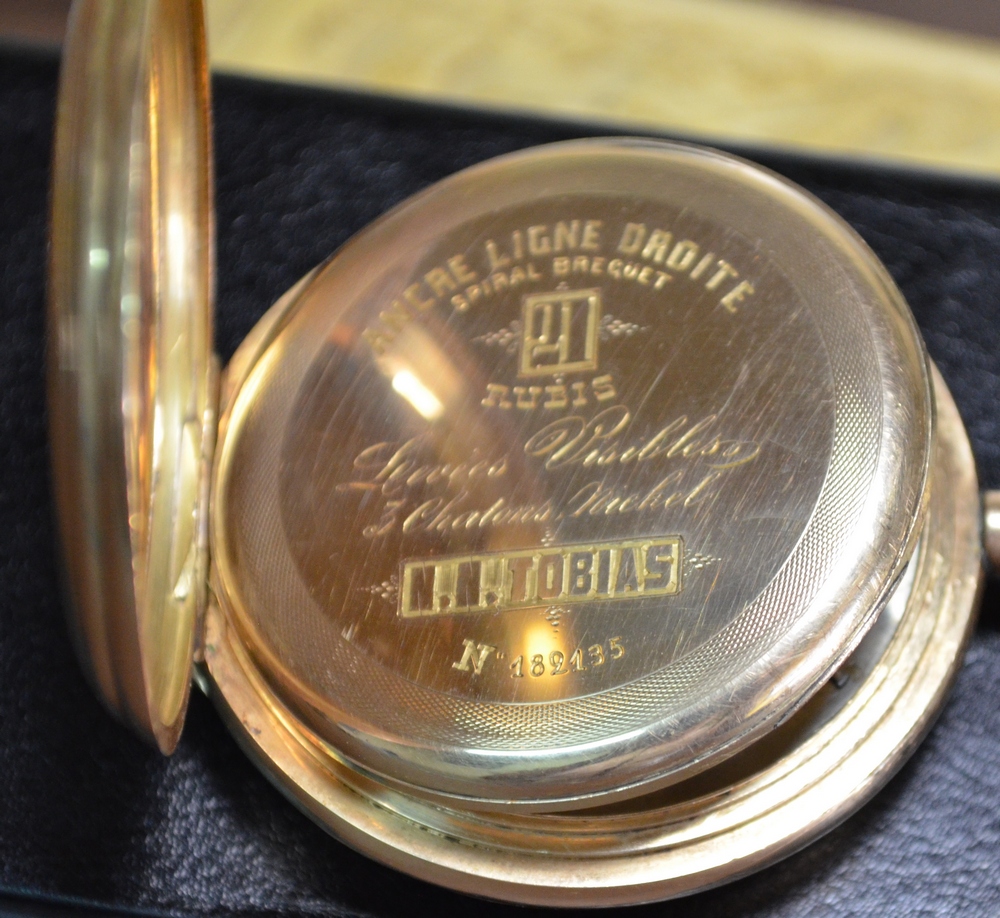 ANCRE LIGNE DROITE
SPIRAL BREGUET
21
RUBIS
Levées Visibles
3 Chatons Nickel
N.N. TOBIAS
No 182135